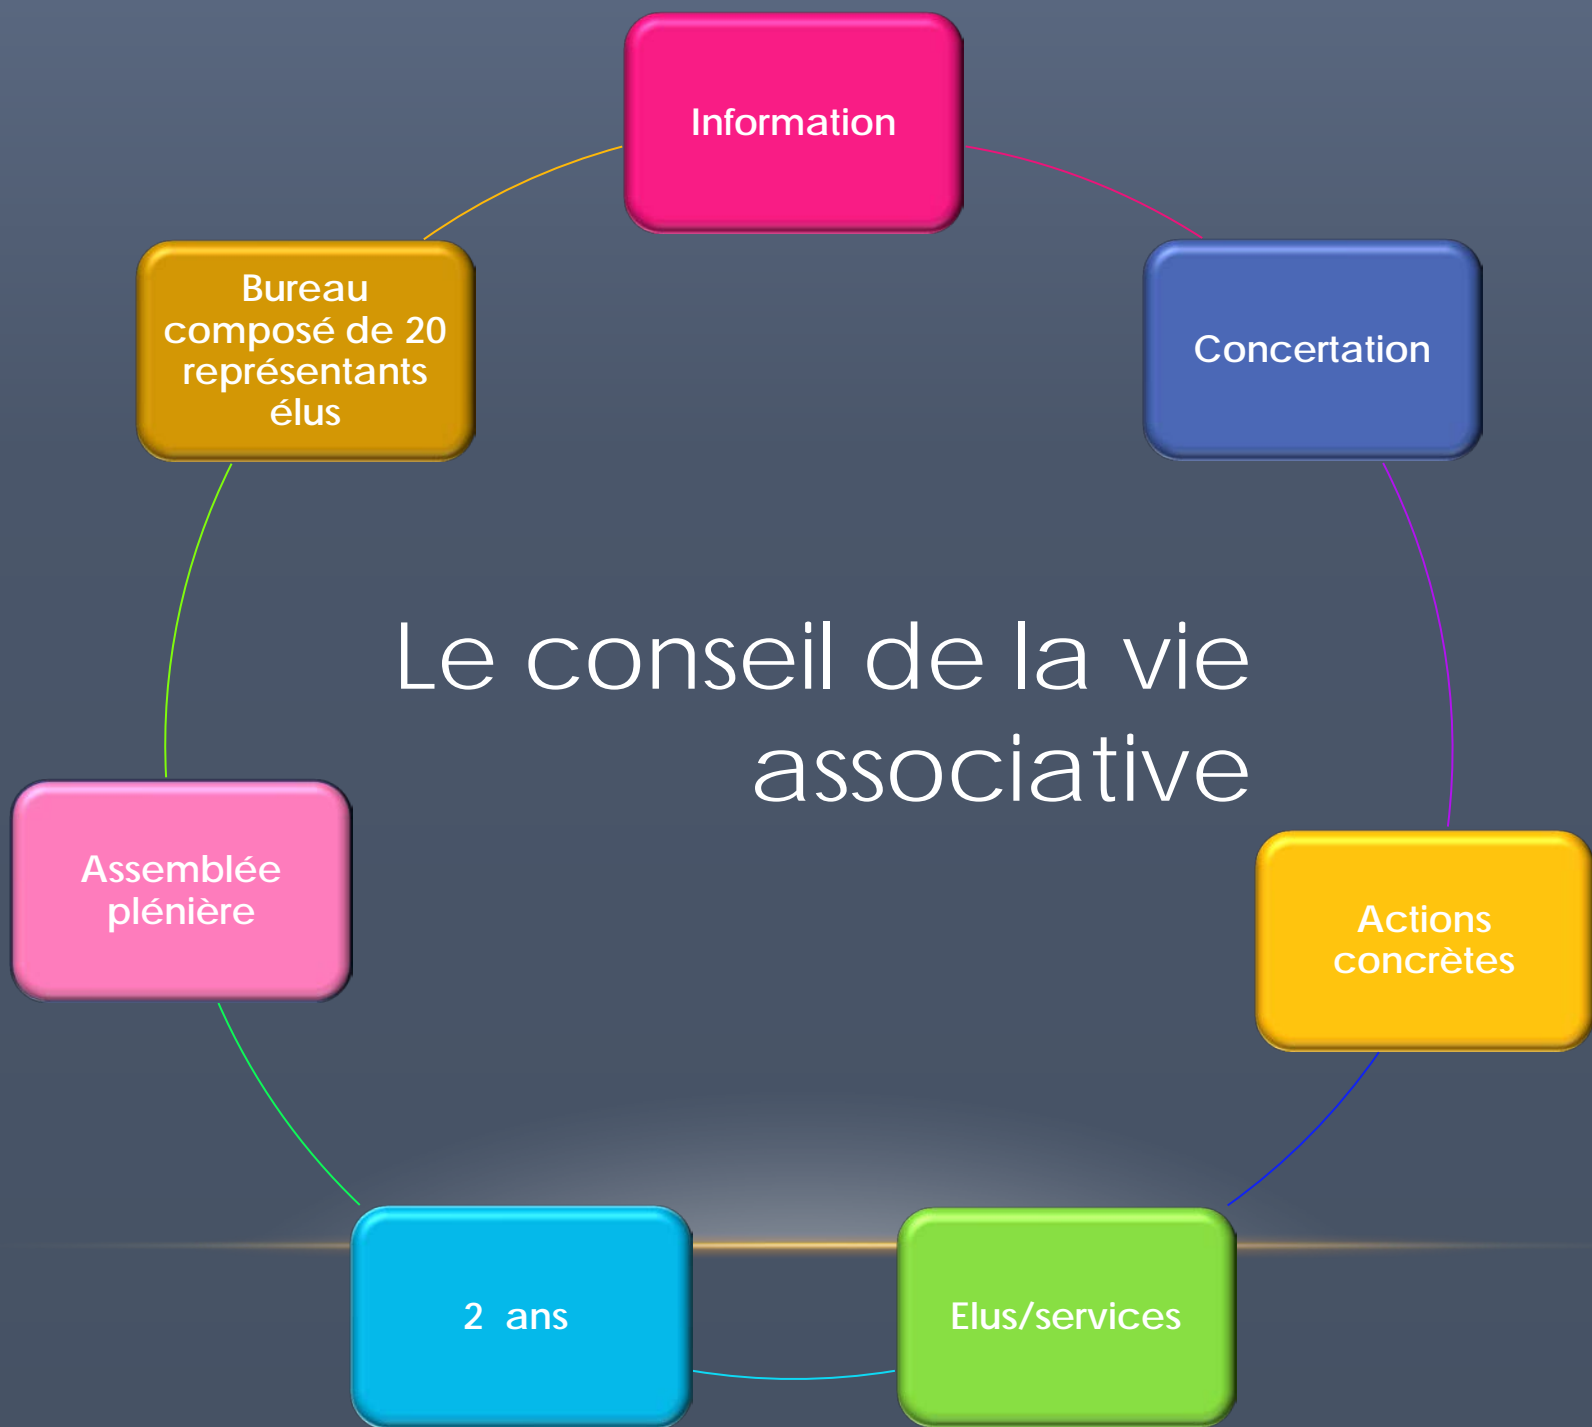 Information
Concertation
Actions
concrètes
Elus/services
2 ans
Assemblée
plénière
Bureau
composé de 20
représentants
élus
Le conseil de la vie
associative